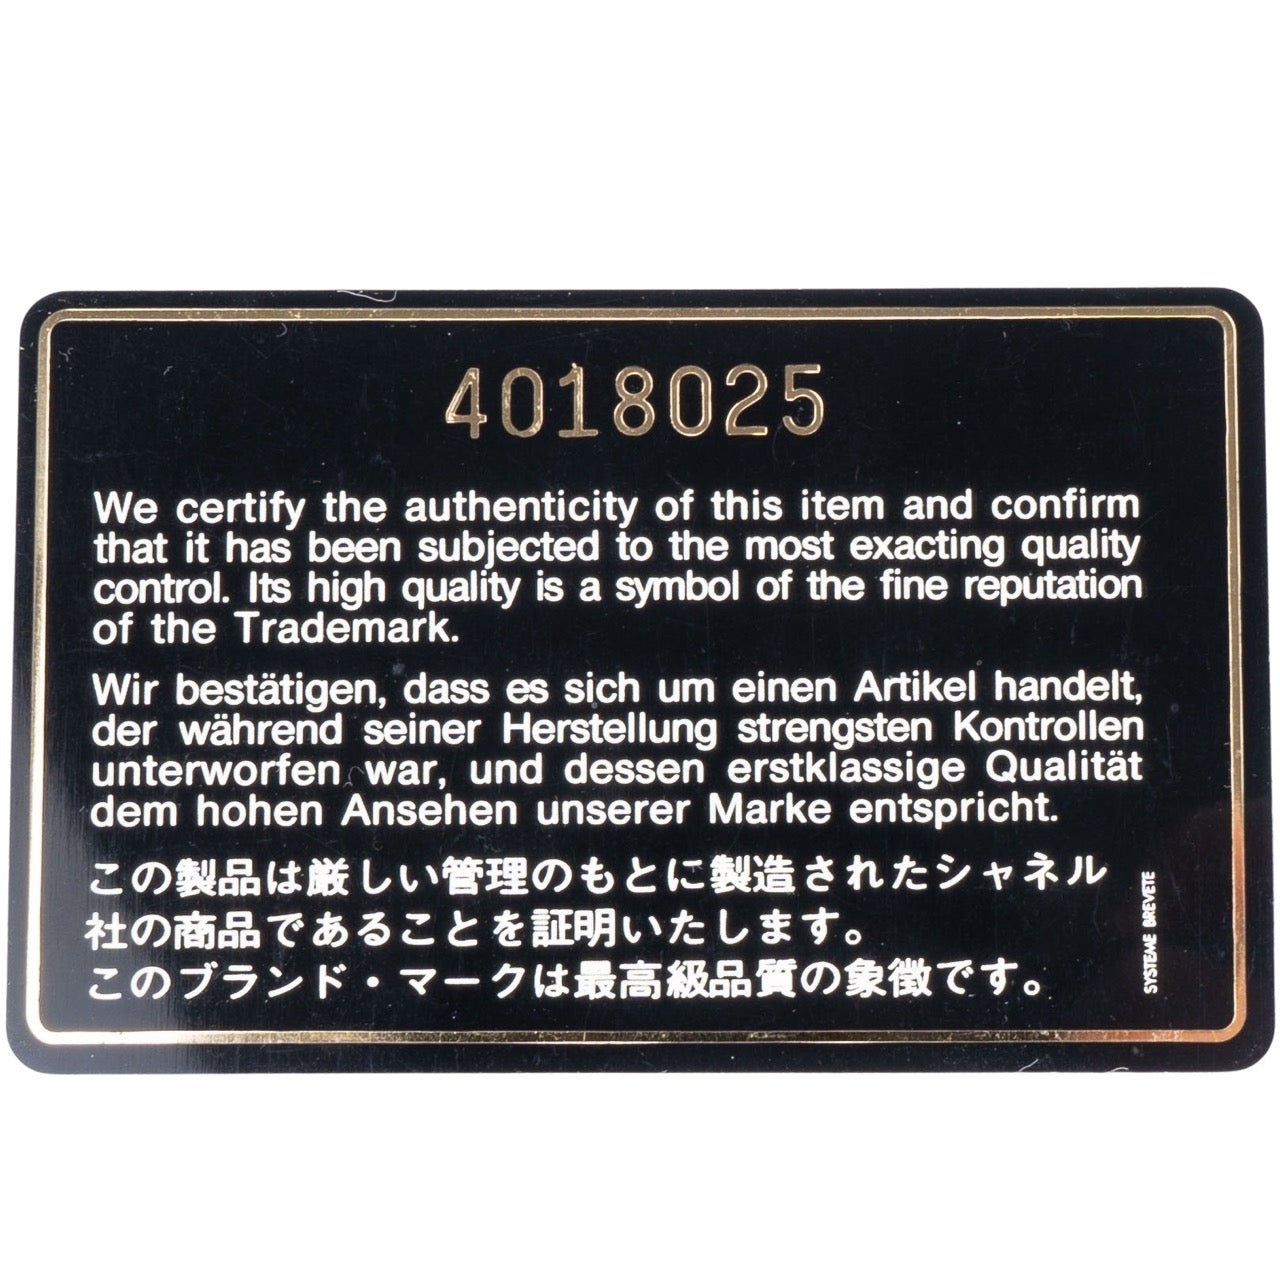 4018025
We certify the authenticity of this item and confirm
that it has been subjected to the most exacting quality
control. Its high quality is a symbol of the fine reputation
of the Trademark.
Wir bestätigen, dass es sich um einen Artikel handelt,
der während seiner Herstellung strengsten Kontrollen
unterworfen war, und dessen erstklassige Qualität
dem hohen Ansehen unserer Marke entspricht.
この製品は厳しい管理のもとに製造されたシャネル
社の商品であることを証明いたします。
このブランド・マークは最高級品質の象徴です。
SYSTEME BREVETE